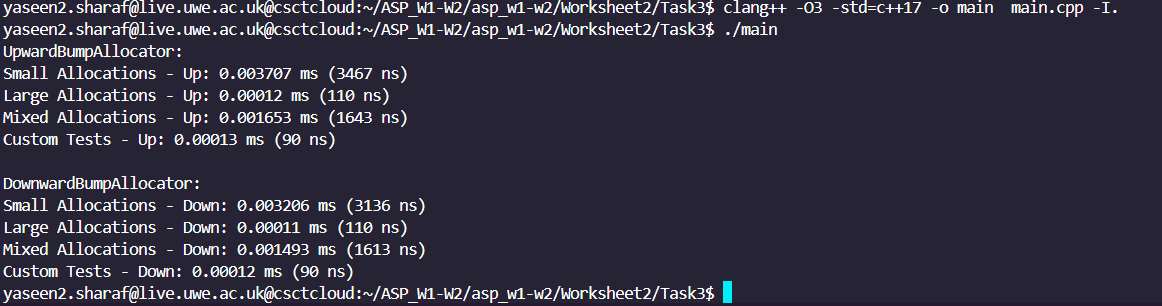 yaseen2.sharaf@live.uwe.ac.uk@csctcloud:~/ASP_W1-W2/asp_w1-w2/Worksheet2/Task3$ clang++ -O3 -std=c++17 -o main  main.cpp -I.
yaseen2.sharaf@live.uwe.ac.uk@csctcloud:~/ASP_W1-W2/asp_w1-w2/Worksheet2/Task3$ ./main
UpwardBumpAllocator:
Small Allocations - Up: 0.003707 ms (3467 ns)
Large Allocations - Up: 0.00012 ms (110 ns)
Mixed Allocations - Up: 0.001653 ms (1643 ns)
Custom Tests - Up: 0.00013 ms (90 ns)

DownwardBumpAllocator:
Small Allocations - Down: 0.003206 ms (3136 ns)
Large Allocations - Down: 0.00011 ms (110 ns)
Mixed Allocations - Down: 0.001493 ms (1613 ns)
Custom Tests - Down: 0.00012 ms (90 ns)
yaseen2.sharaf@live.uwe.ac.uk@csctcloud:~/ASP_W1-W2/asp_w1-w2/Worksheet2/Task3$